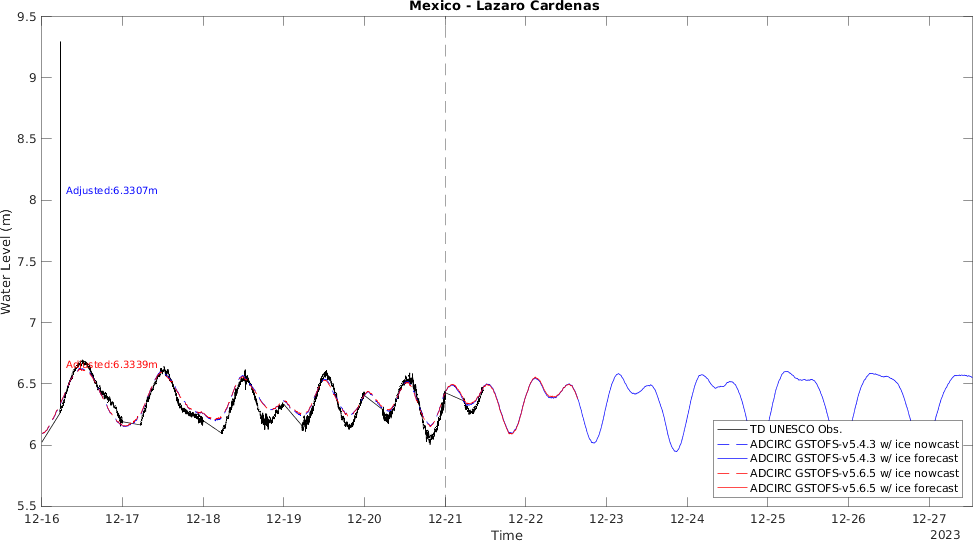 Mexico - Lazaro Cardenas
9.5
9
8.5
8
7.5
7
6.5
6
5.5
Water Level (m)
Adjusted:6.3307m
Adjusted:6.3339m
TD UNESCO Obs.
ADCIRC GSTOFS-v5.4.3 w/ ice nowcast
ADCIRC GSTOFS-v5.4.3 w/ ice forecast
ADCIRC GSTOFS-v5.6.5 w/ ice nowcast
ADCIRC GSTOFS-v5.6.5 w/ ice forecast
12-16 12-17 12-18 12-19 12-20 12-21 12-22 12-23 12-24 12-25 12-26 12-27
2023
Time